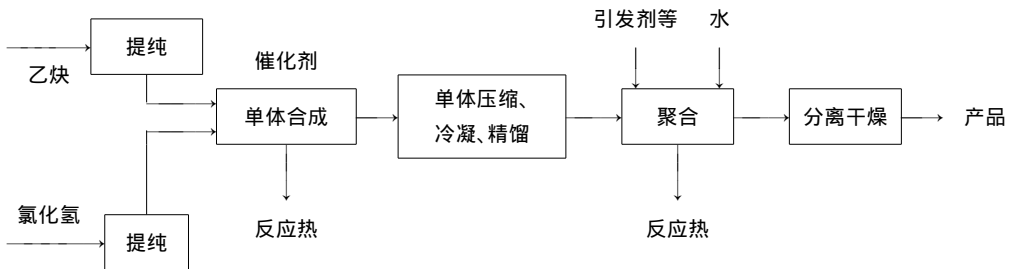 引发剂等 水
提纯
乙炔
催化剂
单体合成
单体压缩、
冷凝、精馏
聚合
分离干燥
产品
氯化氢
提纯
反应热
反应热